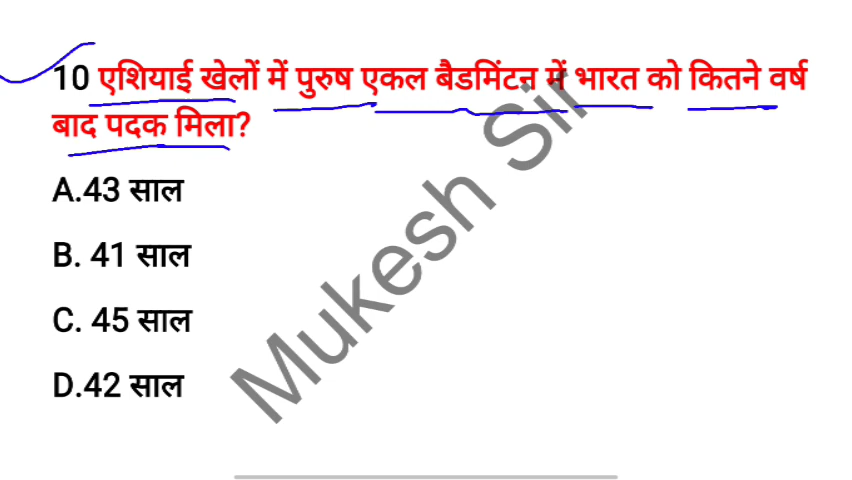 10 एशियाई खेलों में पुरुष एकल बैडमिंटन में भारत को कितने वर्ष
बाद पदक मिला?
A.43 साल
B. 41 साल
C. 45 साल
D.42 साल
Mukesh Sir